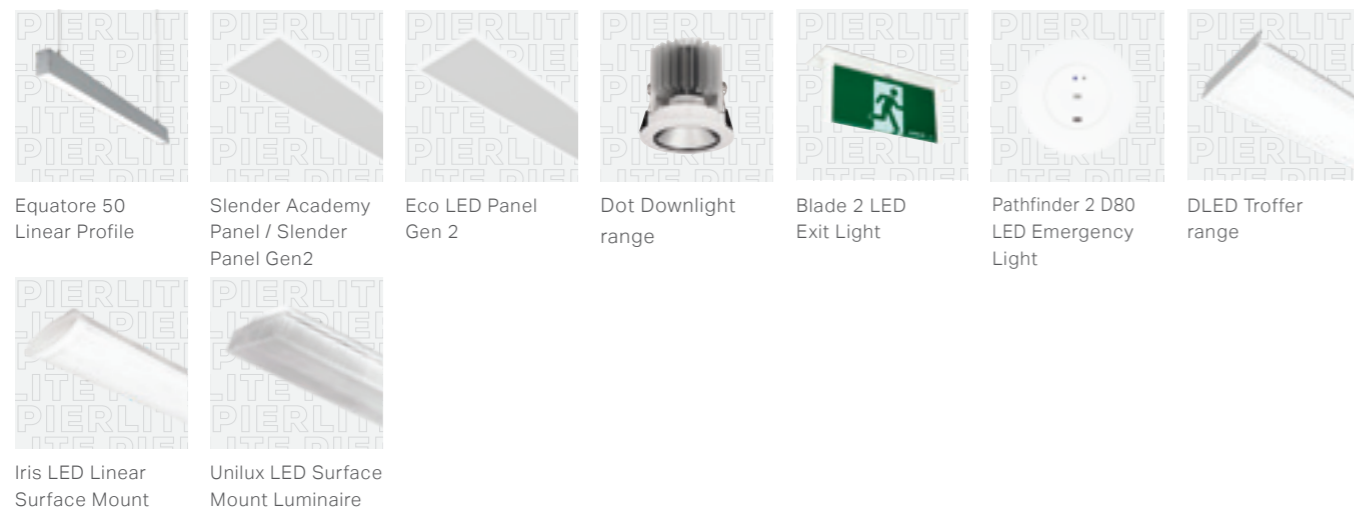 PIERLITE
Equatore 50
Linear Profile
Slender Academy
Panel / Slender
Panel Gen2
Eco LED Panel
Gen 2
Dot Downlight
range
Blade 2 LED
Exit Light
Pathfinder 2 D80
LED Emergency
Light
DLED Troffer
range
Iris LED Linear
Surface Mount
Unilux LED Surface
Mount Luminaire